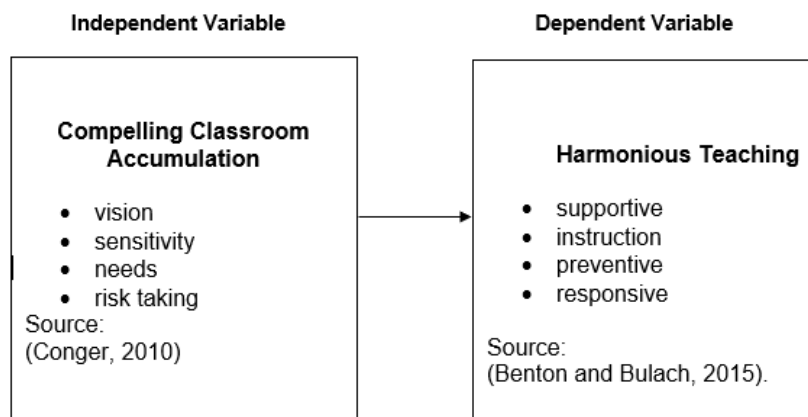 Independent Variable
Dependent Variable
Compelling Classroom
Accumulation
• vision
• sensitivity
• needs
• risk taking
Source:
(Conger, 2010)
Harmonious Teaching
• supportive
• instruction
• preventive
• responsive
Source:
(Benton and Bulach, 2015).